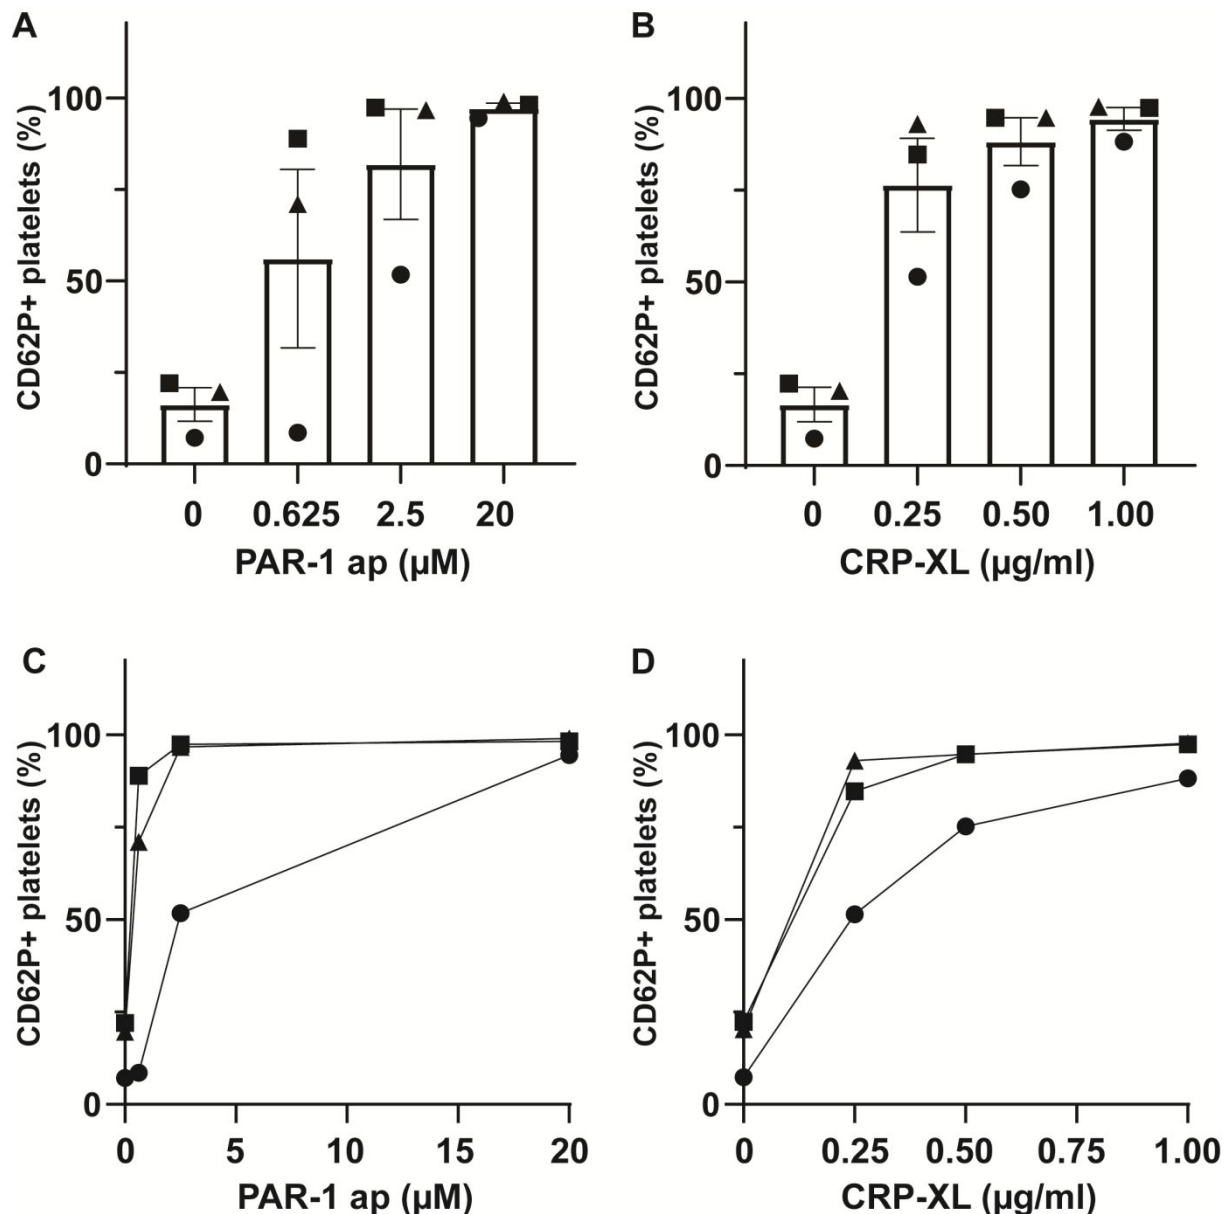 A
CD62P+ platelets (%)
100
50
0
0 0.625 2.5 20
PAR-1 ap (µM)
B
CD62P+ platelets (%)
100
50
0
0 0.25 0.50 1.00
CRP-XL (µg/ml)
C
CD62P+ platelets (%)
100
50
0
0 5 10 15 20
PAR-1 ap (µM)
D
CD62P+ platelets (%)
100
50
0
0 0.25 0.50 0.75 1.00
CRP-XL (µg/ml)